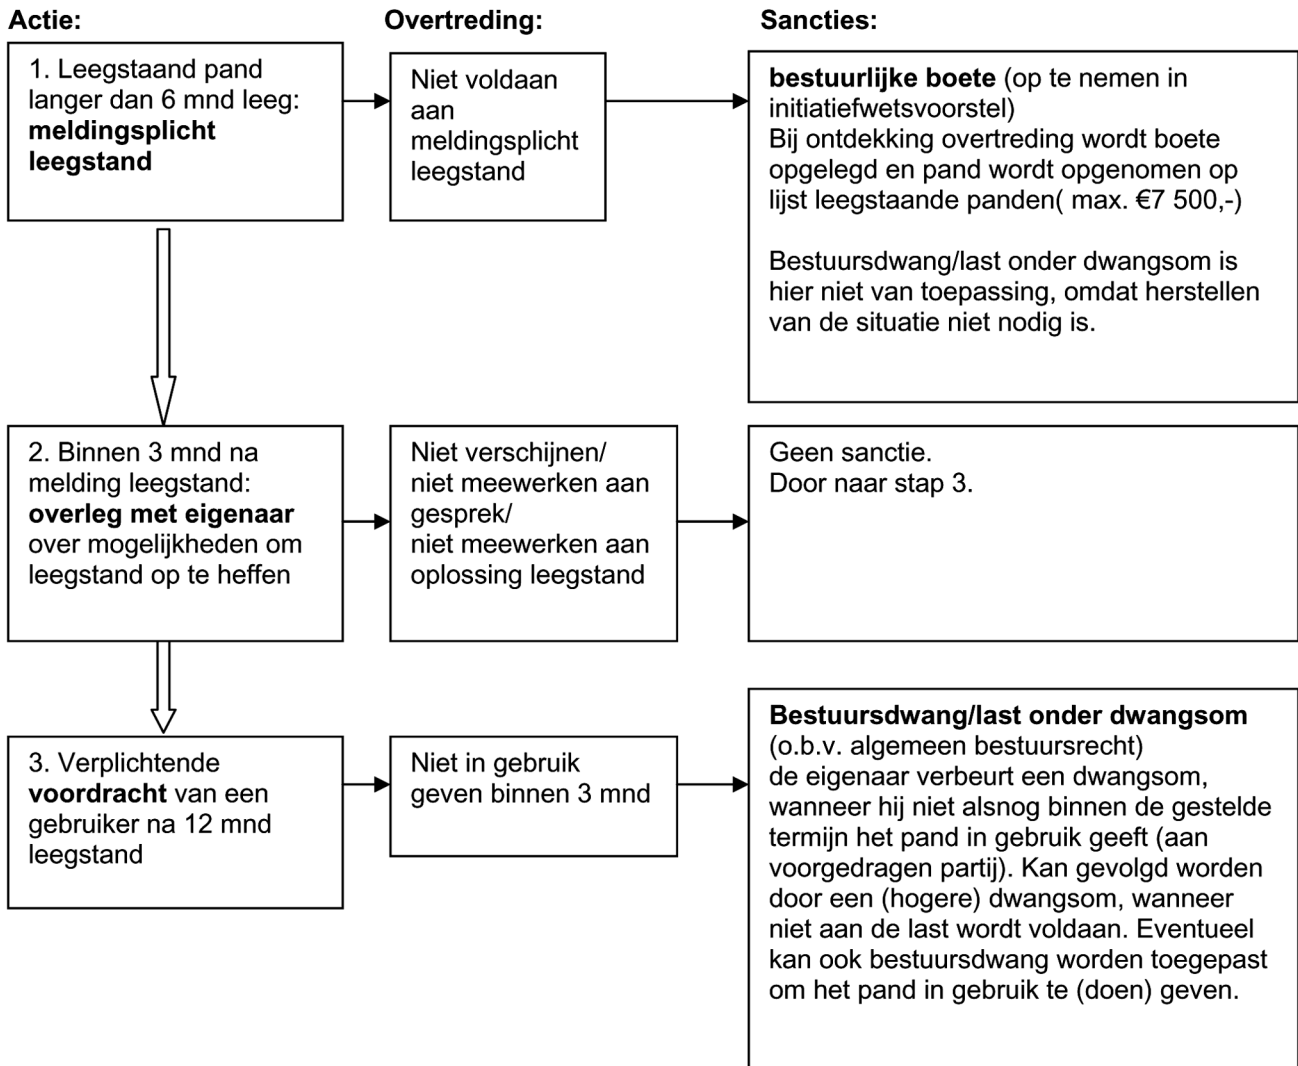 Actie:
Overtreding:
Sancties:
1. Leegstaand pand
langer dan 6 mnd leeg:
meldingsplicht
leegstand
Niet voldaan
aan
meldingsplicht
leegstand
bestuurlijke boete (op te nemen in
initiatiefwetsvoorstel)
Bij ontdekking overtreding wordt boete
opgelegd en pand wordt opgenomen op
lijst leegstaande panden( max. €7 500,-)
Bestuursdwang/last onder dwangsom is
hier niet van toepassing, omdat herstellen
van de situatie niet nodig is.
2. Binnen 3 mnd na
melding leegstand:
overleg met eigenaar
over mogelijkheden om
leegstand op te heffen
Niet verschijnen/
niet meewerken aan
gesprek/
niet meewerken aan
oplossing leegstand
Geen sanctie.
Door naar stap 3.
3. Verplichtende
voordracht van een
gebruiker na 12 mnd
leegstand
Niet in gebruik
geven binnen 3 mnd
Bestuursdwang/last onder dwangsom
(o.b.v. algemeen bestuursrecht)
de eigenaar verbeurt een dwangsom,
wanneer hij niet alsnog binnen de gestelde
termijn het pand in gebruik geeft (aan
voorgedragen partij). Kan gevolgd worden
door een (hogere) dwangsom, wanneer
niet aan de last wordt voldaan. Eventueel
kan ook bestuursdwang worden toegepast
om het pand in gebruik te (doen) geven.